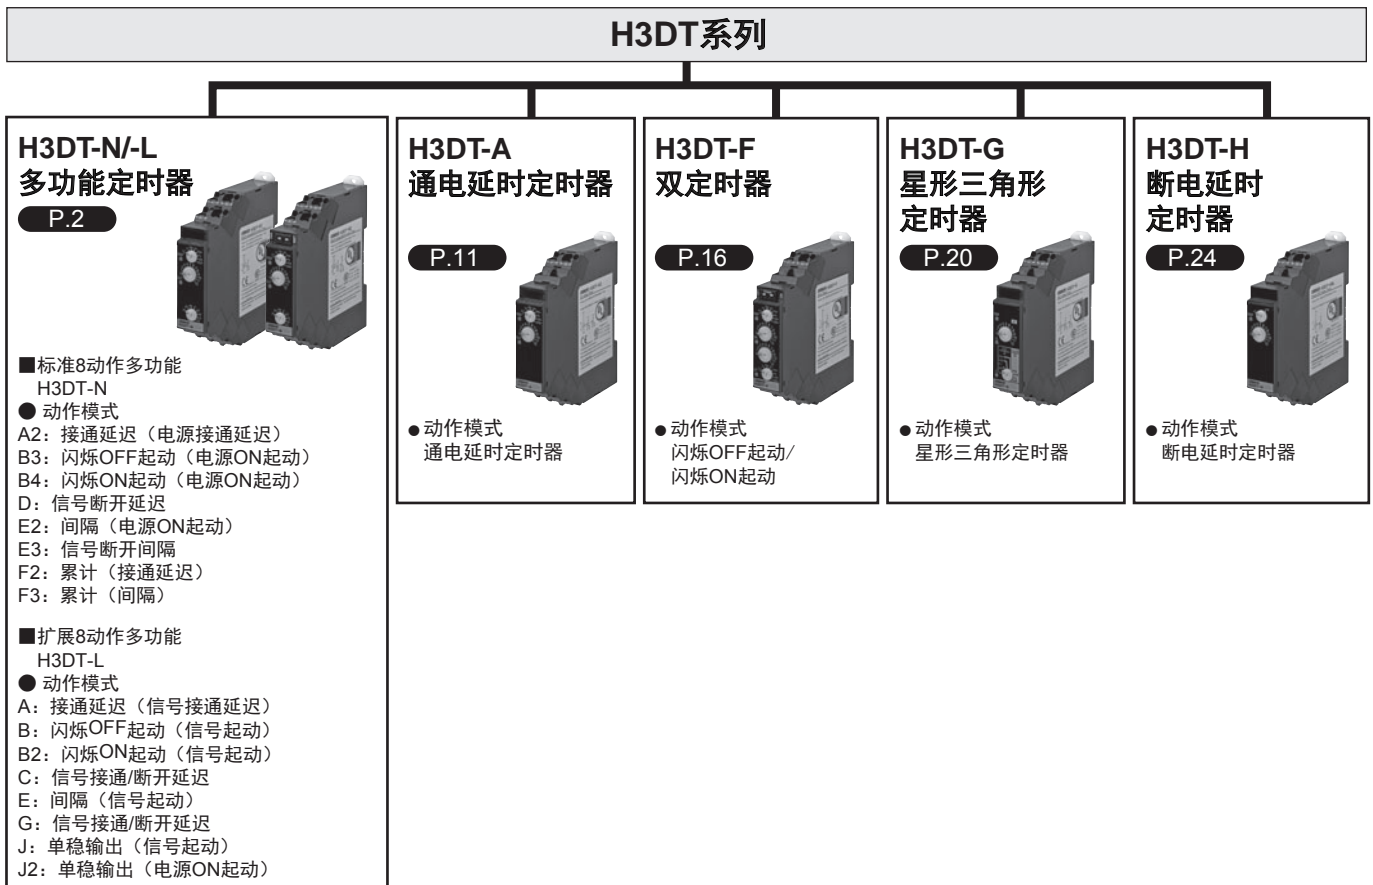 H3DT系列
H3DT-N/-L
多功能定时器
P.2
■标准8动作多功能
H3DT-N
● 动作模式
A2：接通延迟（电源接通延迟）
B3：闪烁OFF起动（电源ON起动）
B4：闪烁ON起动（电源ON起动）
D：信号断开延迟
E2：间隔（电源ON起动）
E3：信号断开间隔
F2：累计（接通延迟）
F3：累计（间隔）
■扩展8动作多功能
H3DT-L
● 动作模式
A：接通延迟（信号接通延迟）
B：闪烁OFF起动（信号起动）
B2：闪烁ON起动（信号起动）
C：信号接通/断开延迟
E：间隔（信号起动）
G：信号接通/断开延迟
J：单稳输出（信号起动）
J2：单稳输出（电源ON起动）
H3DT-A
通电延时定时器
P.11
● 动作模式
通电延时定时器
H3DT-F
双定时器
P.16
● 动作模式
闪烁OFF起动/
闪烁ON起动
H3DT-G
星形三角形
定时器
P.20
● 动作模式
星形三角形定时器
H3DT-H
断电延时
定时器
P.24
● 动作模式
断电延时定时器